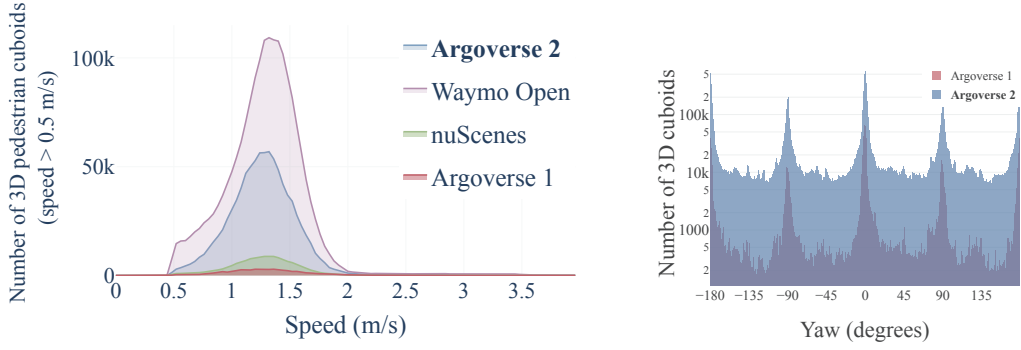 Number of 3D pedestrian cuboids
(speed > 0.5 m/s)
100k
50k
0
0
0.5
1
1.5
2
2.5
3
3.5
Speed (m/s)
Argoverse 2
Waymo Open
nuScenes
Argoverse 1
Number of 3D cuboids
5
2
100k
5
2
10k
5
2
1000
5
2
−180
−135
−90
−45
0
45
90
135
Yaw (degrees)
Argoverse 1
Argoverse 2